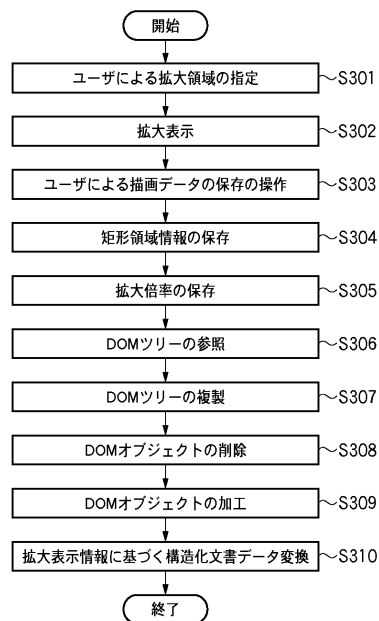 開始
ユーザによる拡大領域の指定 S301
拡大表示 S302
ユーザによる描画データの保存の操作 S303
矩形領域情報の保存 S304
拡大倍率の保存 S305
DOMツリーの参照 S306
DOMツリーの複製 S307
DOMオブジェクトの削除 S308
DOMオブジェクトの加工 S309
拡大表示情報に基づく構造化文書データ変換 S310
終了